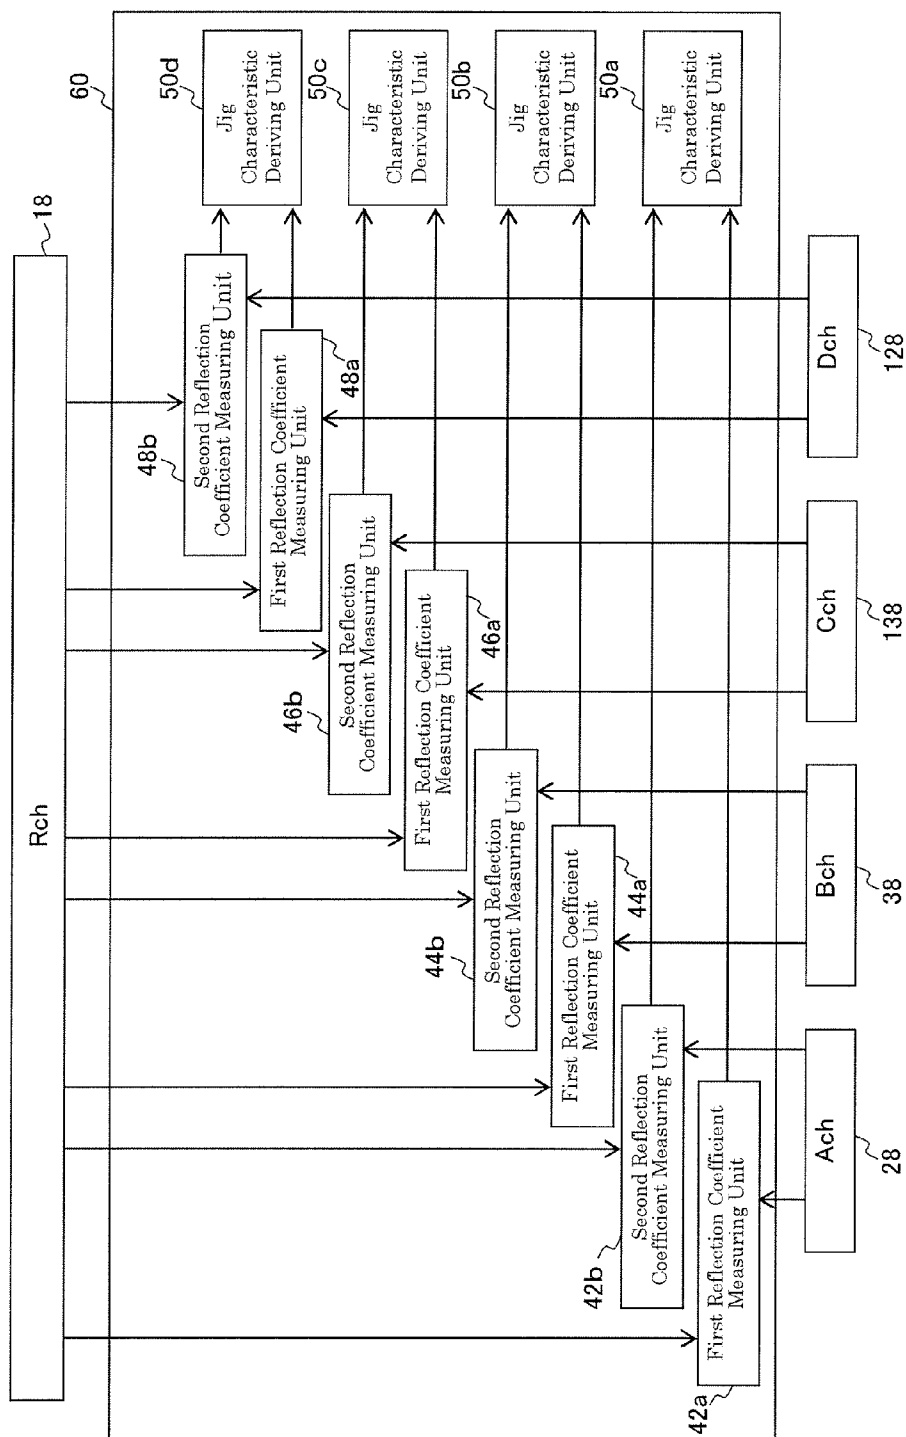 Rch
18
60
50d
Jig
Characteristic
Deriving Unit
50c
Jig
Characteristic
Deriving Unit
50b
Jig
Characteristic
Deriving Unit
50a
Jig
Characteristic
Deriving Unit
48b
Second Reflection
Coefficient Measuring Unit
First Reflection Coefficient
Measuring Unit
48a
46b
Second Reflection
Coefficient Measuring Unit
First Reflection Coefficient
Measuring Unit
46a
44b
Second Reflection
Coefficient Measuring Unit
First Reflection Coefficient
Measuring Unit
44a
42b
Second Reflection
Coefficient Measuring Unit
42a
First Reflection Coefficient
Measuring Unit
Ach
28
Bch
38
Cch
138
Dch
128